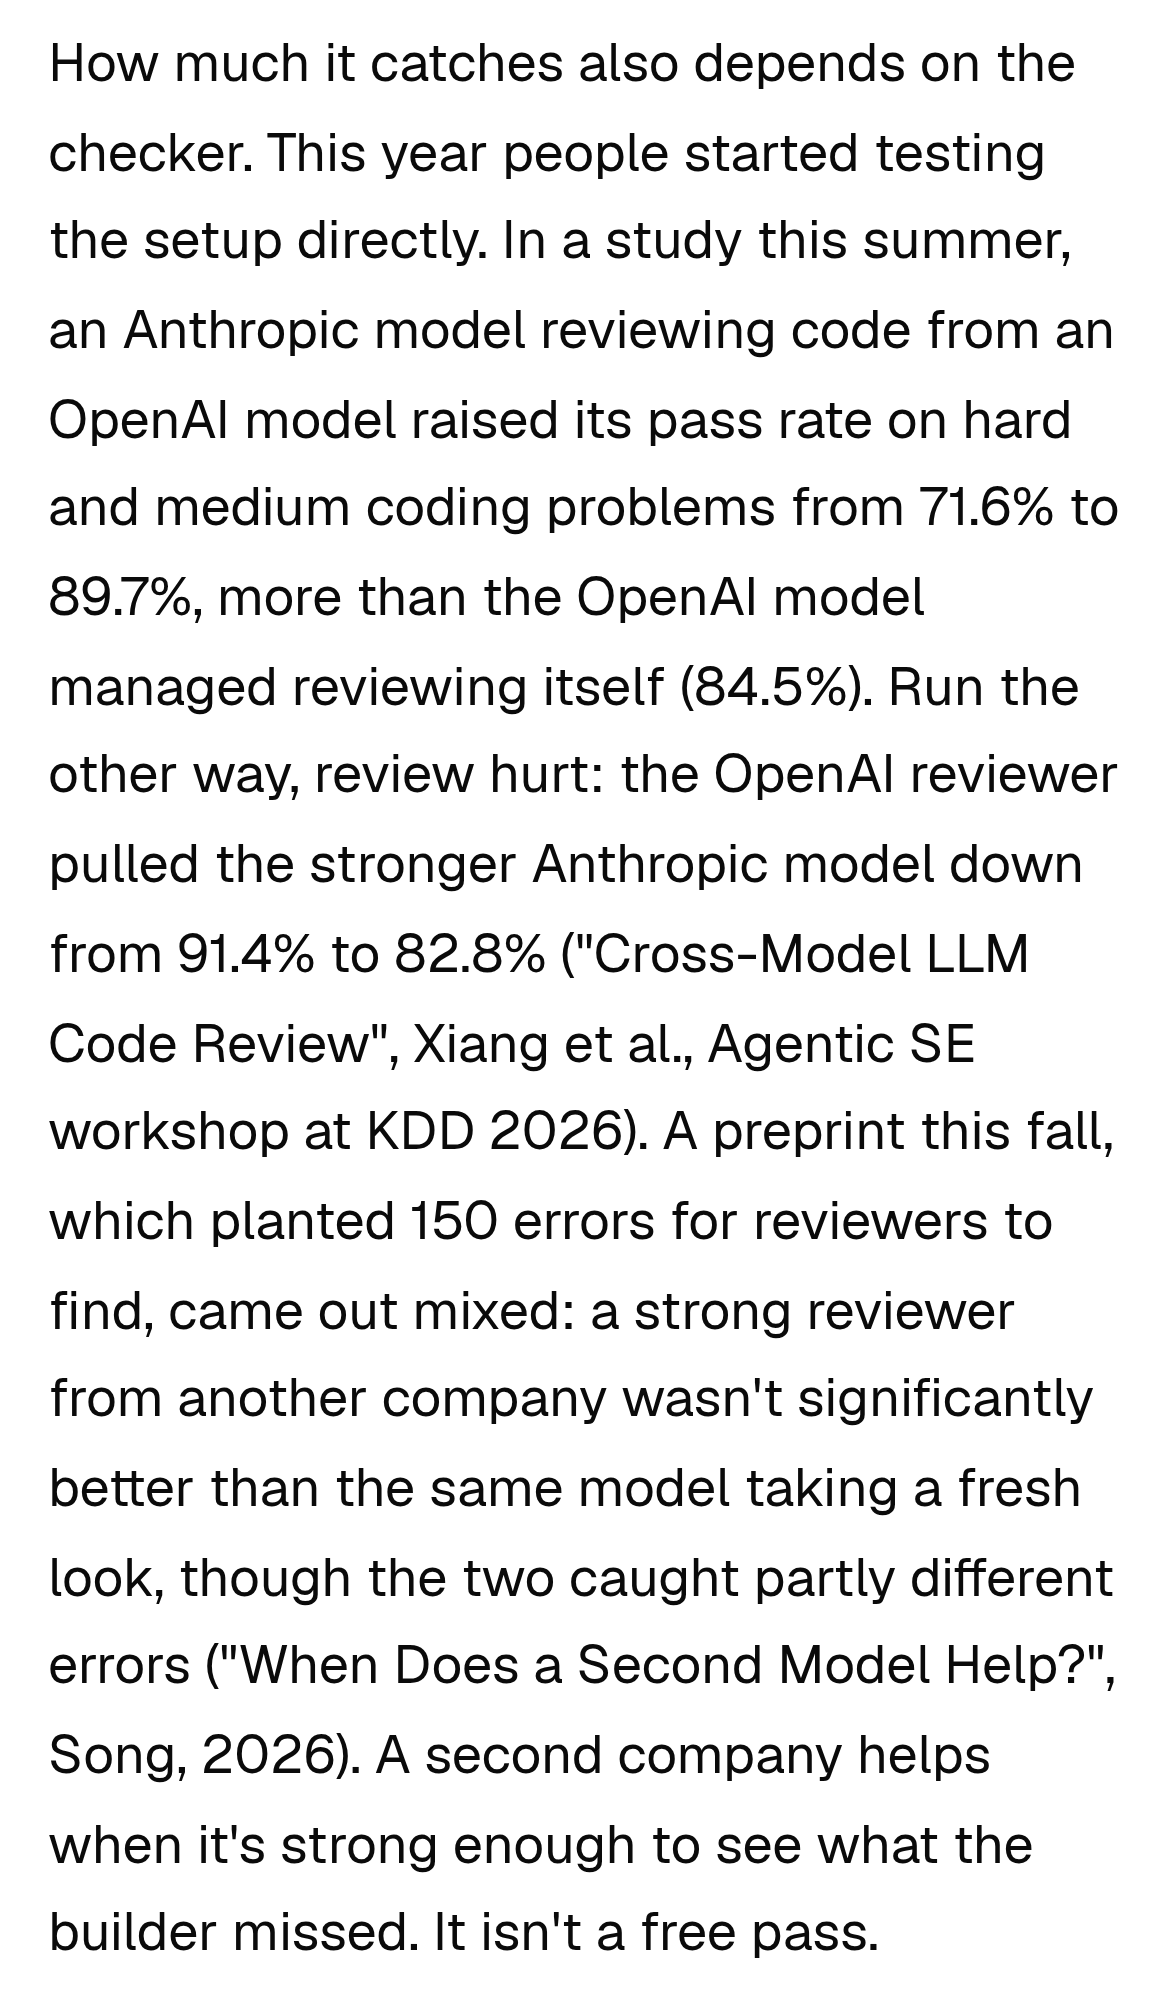 How much it catches also depends on the
checker. This year people started testing
the setup directly. In a study this summer,
an Anthropic model reviewing code from an
OpenAI model raised its pass rate on hard
and medium coding problems from 71.6% to
89.7%, more than the OpenAI model
managed reviewing itself (84.5%). Run the
other way, review hurt: the OpenAI reviewer
pulled the stronger Anthropic model down
from 91.4% to 82.8% ("Cross-Model LLM
Code Review", Xiang et al., Agentic SE
workshop at KDD 2026). A preprint this fall,
which planted 150 errors for reviewers to
find, came out mixed: a strong reviewer
from another company wasn't significantly
better than the same model taking a fresh
look, though the two caught partly different
errors ("When Does a Second Model Help?",
Song, 2026). A second company helps
when it's strong enough to see what the
builder missed. It isn't a free pass.